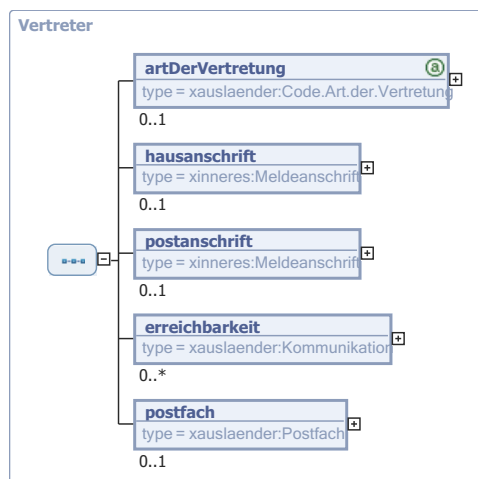 Vertreter
artDerVertretung
type = xauslaender:Code.Art.der.Vertretung
0..1
hausanschrift
type = xinneres:Meldeanschrift
0..1
postanschrift
type = xinneres:Meldeanschrift
0..1
erreichbarkeit
type = xauslaender:Kommunikation
0..*
postfach
type = xauslaender:Postfach
0..1